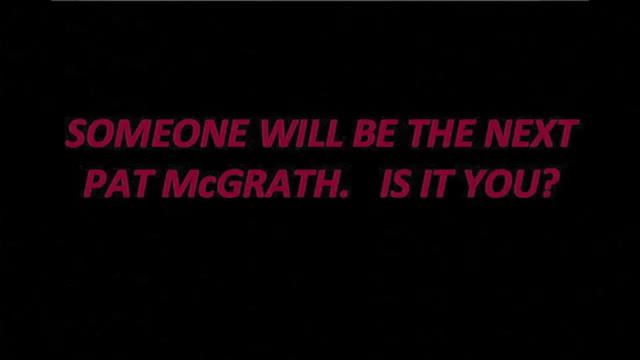 SOMEONE WILL BE THE NEXT
PAT McGRATH.   IS IT YOU?